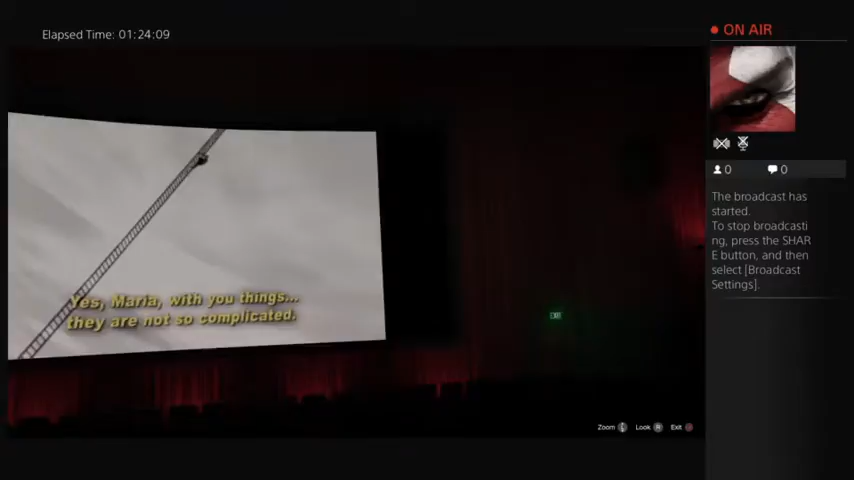 Elapsed Time: 01:24:09
ON AIR
0 0
The broadcast has
started.
To stop broadcasti
ng, press the SHAR
E button, and then
select [Broadcast
Settings].
Yes, Maria, with you things...
they are not so complicated.
EXIT
Zoom L Look R Exit